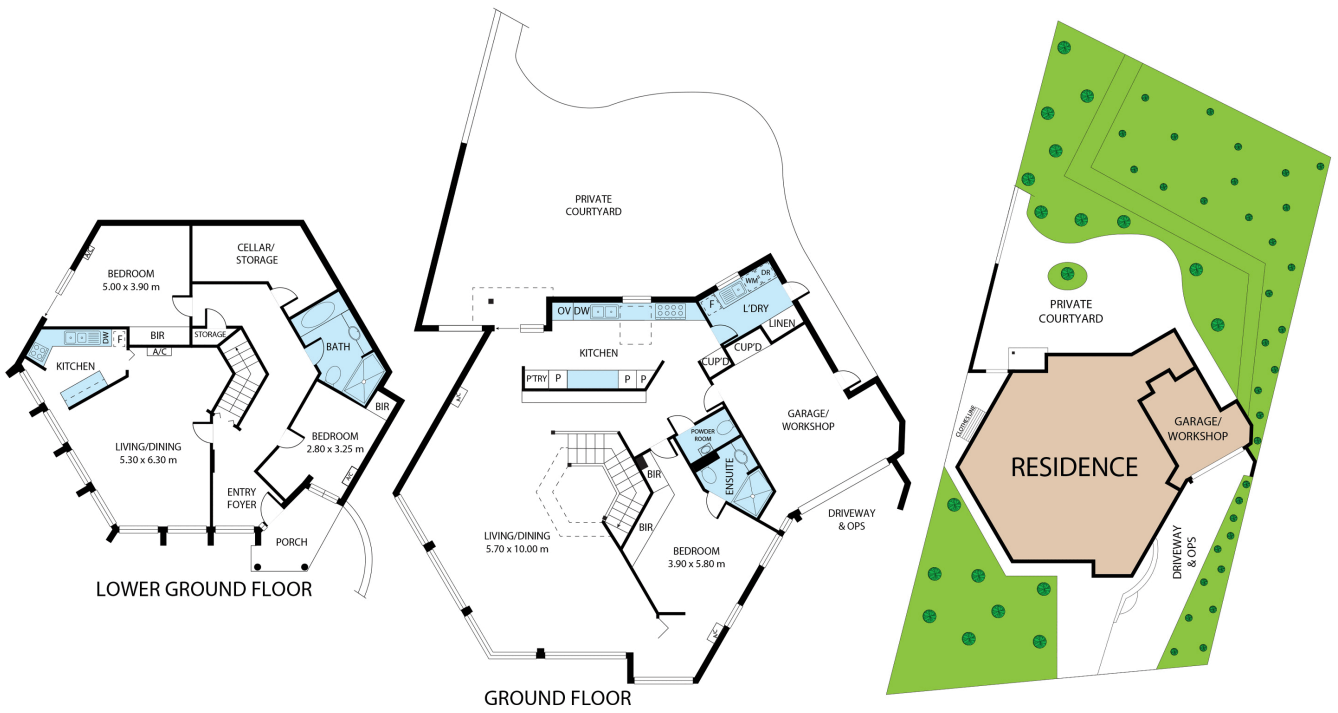 CELLAR/
STORAGE
A/C
BEDROOM
5.00 x 3.90 m
STORAGE
BIR
A/C
DW
F
KITCHEN
BATH
BIR
BEDROOM
2.80 x 3.25 m
A/C
LIVING/DINING
5.30 x 6.30 m
ENTRY
FOYER
PORCH
LOWER GROUND FLOOR
PRIVATE
COURTYARD
OV DW
F
WM
DR
L'DRY
LINEN
CUP'D
CUP'D
KITCHEN
P'TRY P P P
A/C
GARAGE/
WORKSHOP
POWDER
ROOM
ENSUITE
BIR
BIR
LIVING/DINING
5.70 x 10.00 m
BEDROOM
3.90 x 5.80 m
A/C
DRIVEWAY
& OPS
GROUND FLOOR
PRIVATE
COURTYARD
CLOTHES LINE
GARAGE/
WORKSHOP
RESIDENCE
DRIVEWAY
& OPS